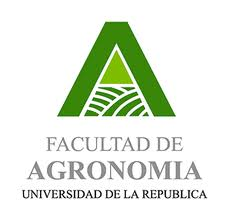 FACULTAD DE
AGRONOMIA
UNIVERSIDAD DE LA REPUBLICA